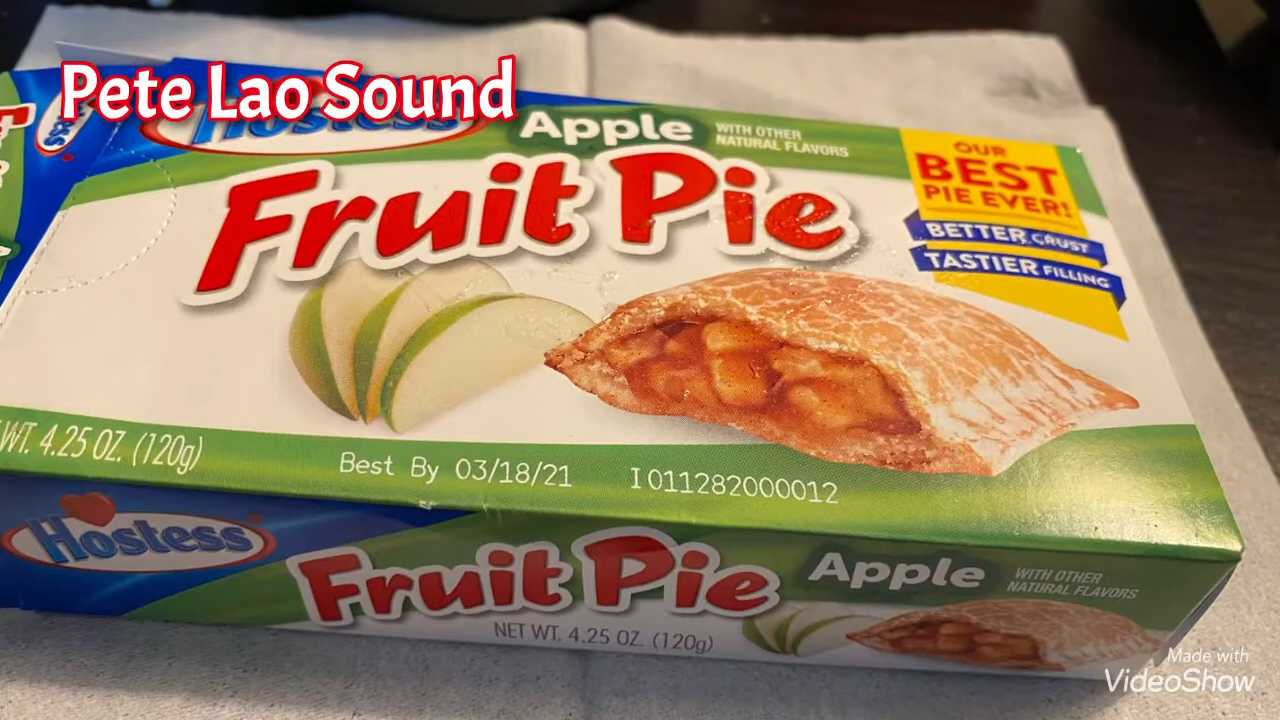 Pete Lao Sound
Hostess
Apple
WITH OTHER
NATURAL FLAVORS
Fruit Pie
OUR
BEST
PIE EVER!
BETTER CRUST
TASTIER FILLING
WT. 4.25 OZ. (120g)
Best By 03/18/21 I011282000012
Hostess
Fruit Pie
Apple
WITH OTHER
NATURAL FLAVORS
NET WT. 4.25 OZ. (120g)
Made with
VideoShow